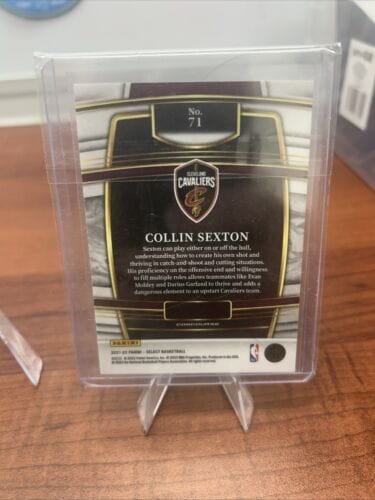 No.
71
CLEVELAND
CAVALIERS
C
COLLIN SEXTON
Sexton can play either on or off the ball,
understanding how to create his own shot and
thriving in catch-and-shoot and cutting situations.
His proficiency on the offensive end and willingness
to fill multiple roles allows teammates like Evan
Mobley and Darius Garland to thrive and adds a
dangerous element to an upstart Cavaliers team.
CONCOURSE
PANINI
2021-22 PANINI – SELECT BASKETBALL
NBA